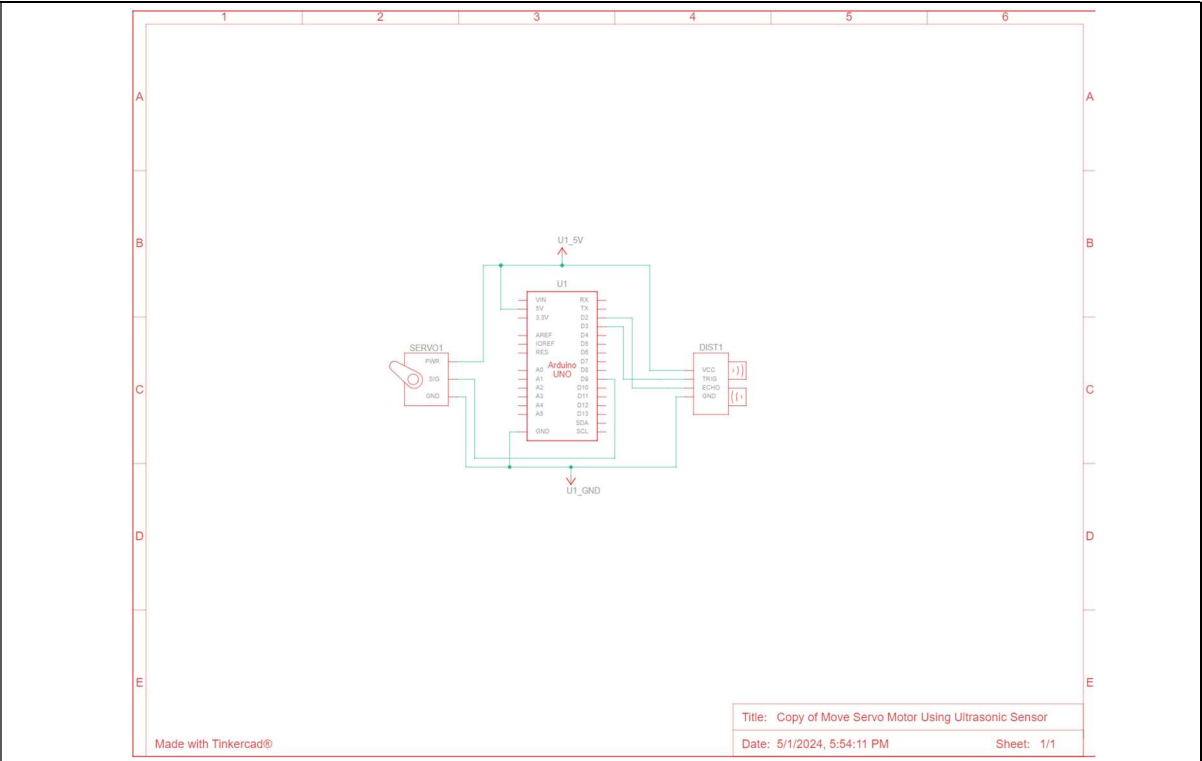 1 2 3 4 5 6
A A
B B
U1_5V
U1
VIN RX
5V TX
3.3V D2
D3
AREF D4
IOREF D5
RES D6
D7
A0 D8
A1 D9
A2 D10
A3 D11
A4 D12
A5 D13
SDA
GND SCL
Arduino
UNO
SERVO1
PWR
SIG
GND
DIST1
VCC
TRIG
ECHO
GND
C C
U1_GND
D D
E E
Title: Copy of Move Servo Motor Using Ultrasonic Sensor
Made with Tinkercad®
Date: 5/1/2024, 5:54:11 PM Sheet: 1/1